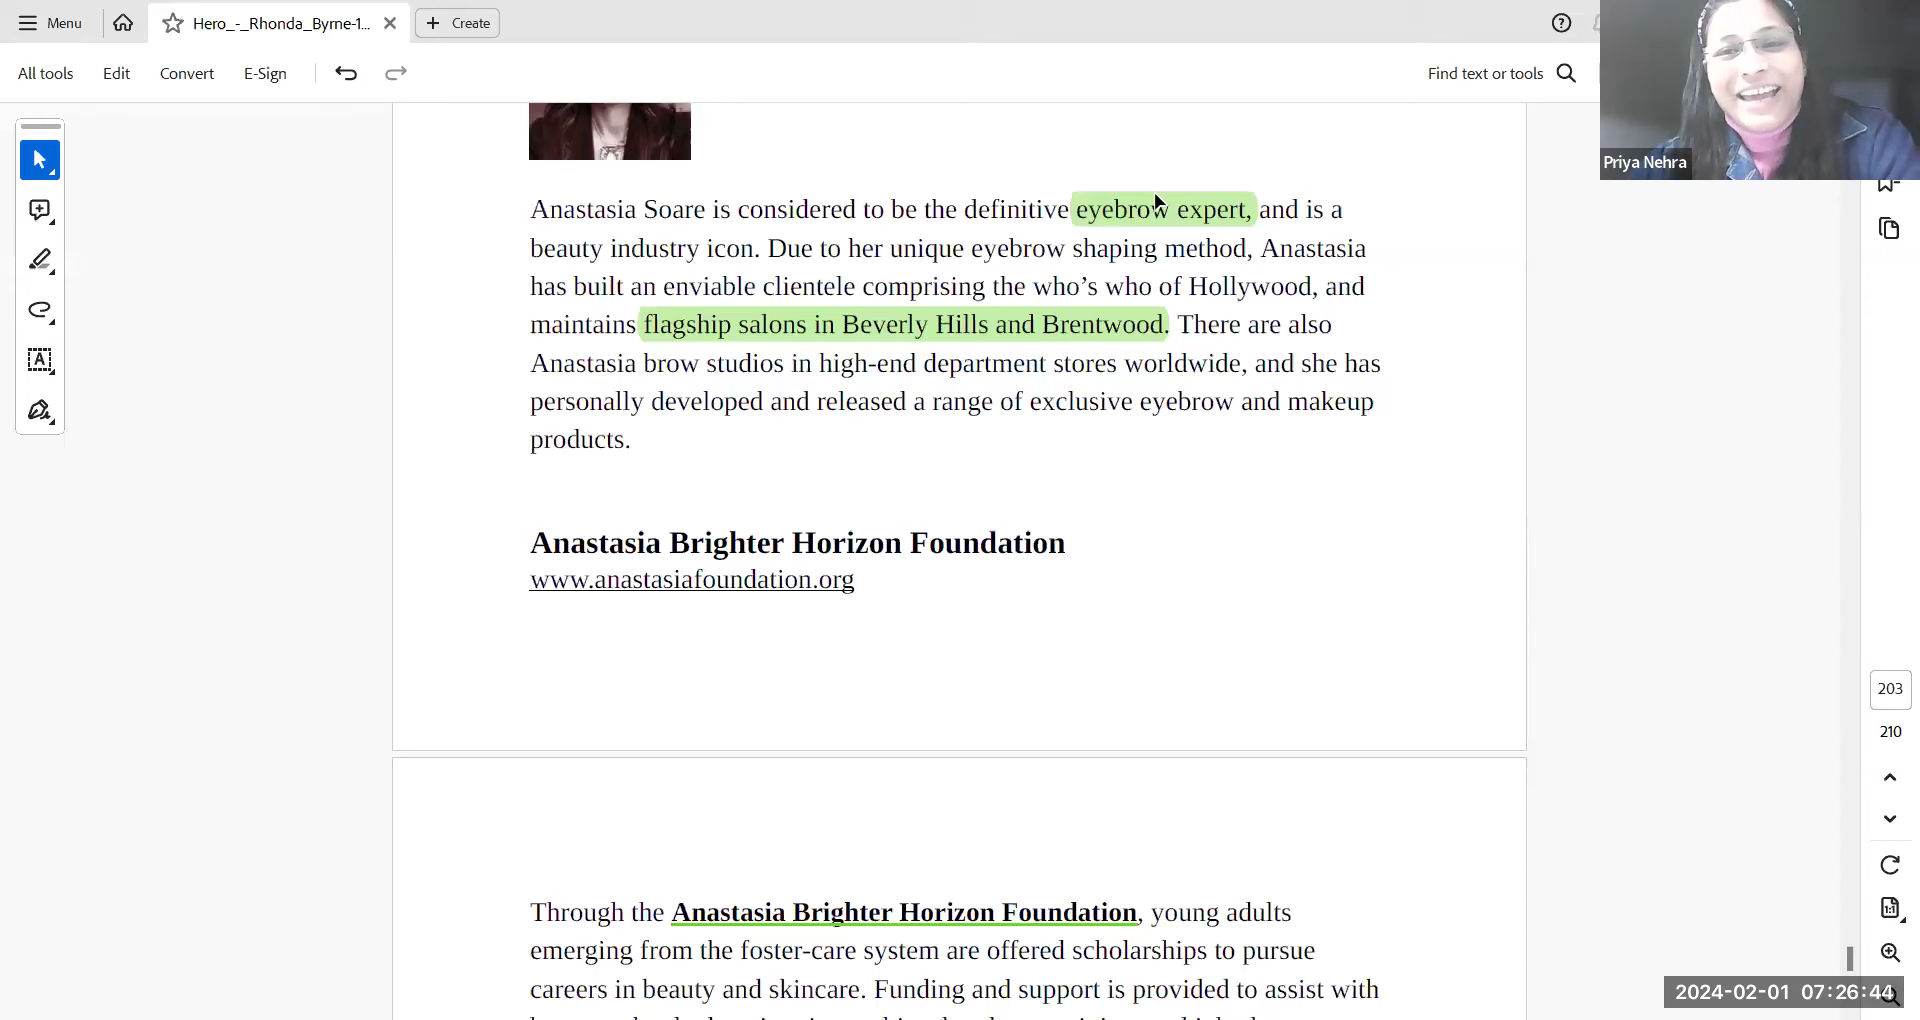 Menu
Hero_-_Rhonda_Byrne-1...
Create
All tools
Edit
Convert
E-Sign
Find text or tools
Priya Nehra
Anastasia Soare is considered to be the definitive eyebrow expert, and is a
beauty industry icon. Due to her unique eyebrow shaping method, Anastasia
has built an enviable clientele comprising the who’s who of Hollywood, and
maintains flagship salons in Beverly Hills and Brentwood. There are also
Anastasia brow studios in high-end department stores worldwide, and she has
personally developed and released a range of exclusive eyebrow and makeup
products.
Anastasia Brighter Horizon Foundation
www.anastasiafoundation.org
203
210
Through the Anastasia Brighter Horizon Foundation, young adults
emerging from the foster-care system are offered scholarships to pursue
careers in beauty and skincare. Funding and support is provided to assist with
2024-02-01 07:26:44